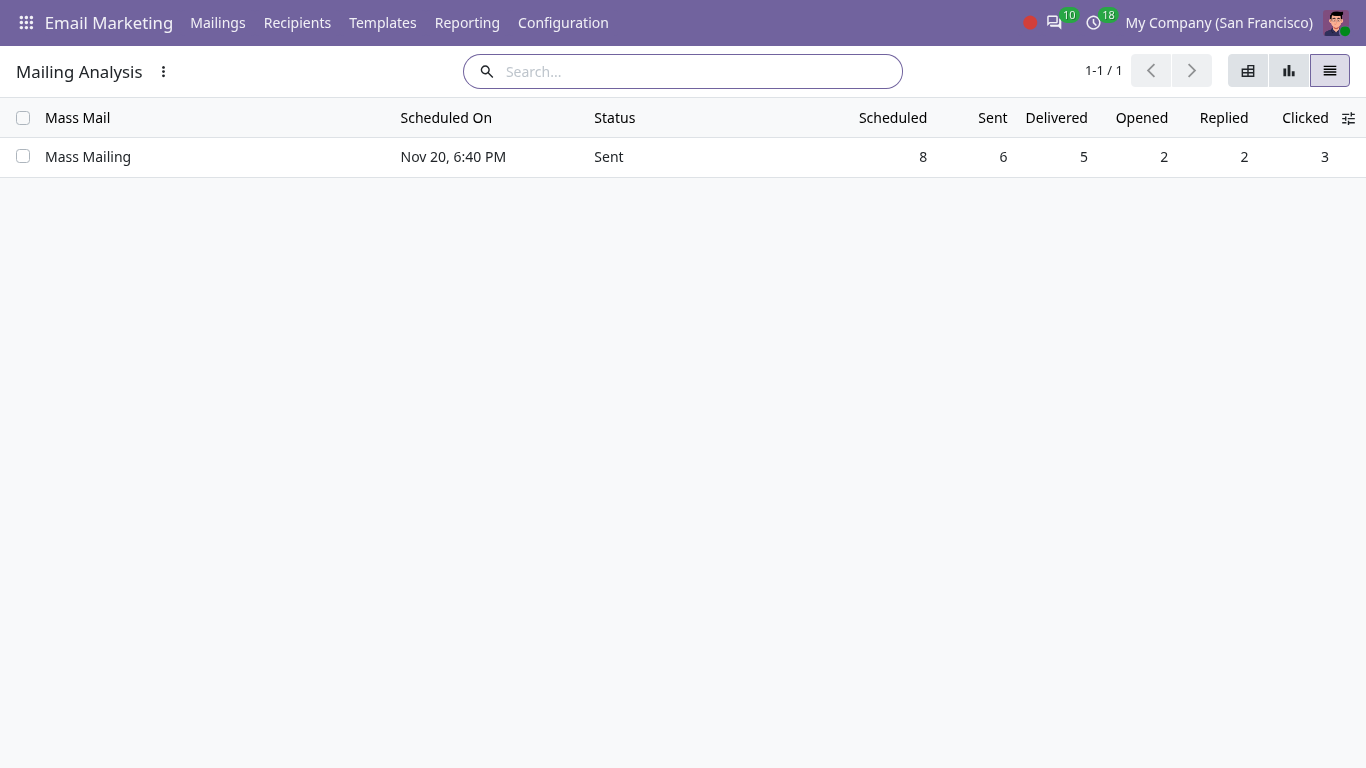 Email Marketing Mailings Recipients Templates Reporting Configuration 10 18 My Company (San Francisco)
Mailing Analysis Search... 1-1 / 1
Mass Mail Scheduled On Status Scheduled Sent Delivered Opened Replied Clicked
Mass Mailing Nov 20, 6:40 PM Sent 8 6 5 2 2 3